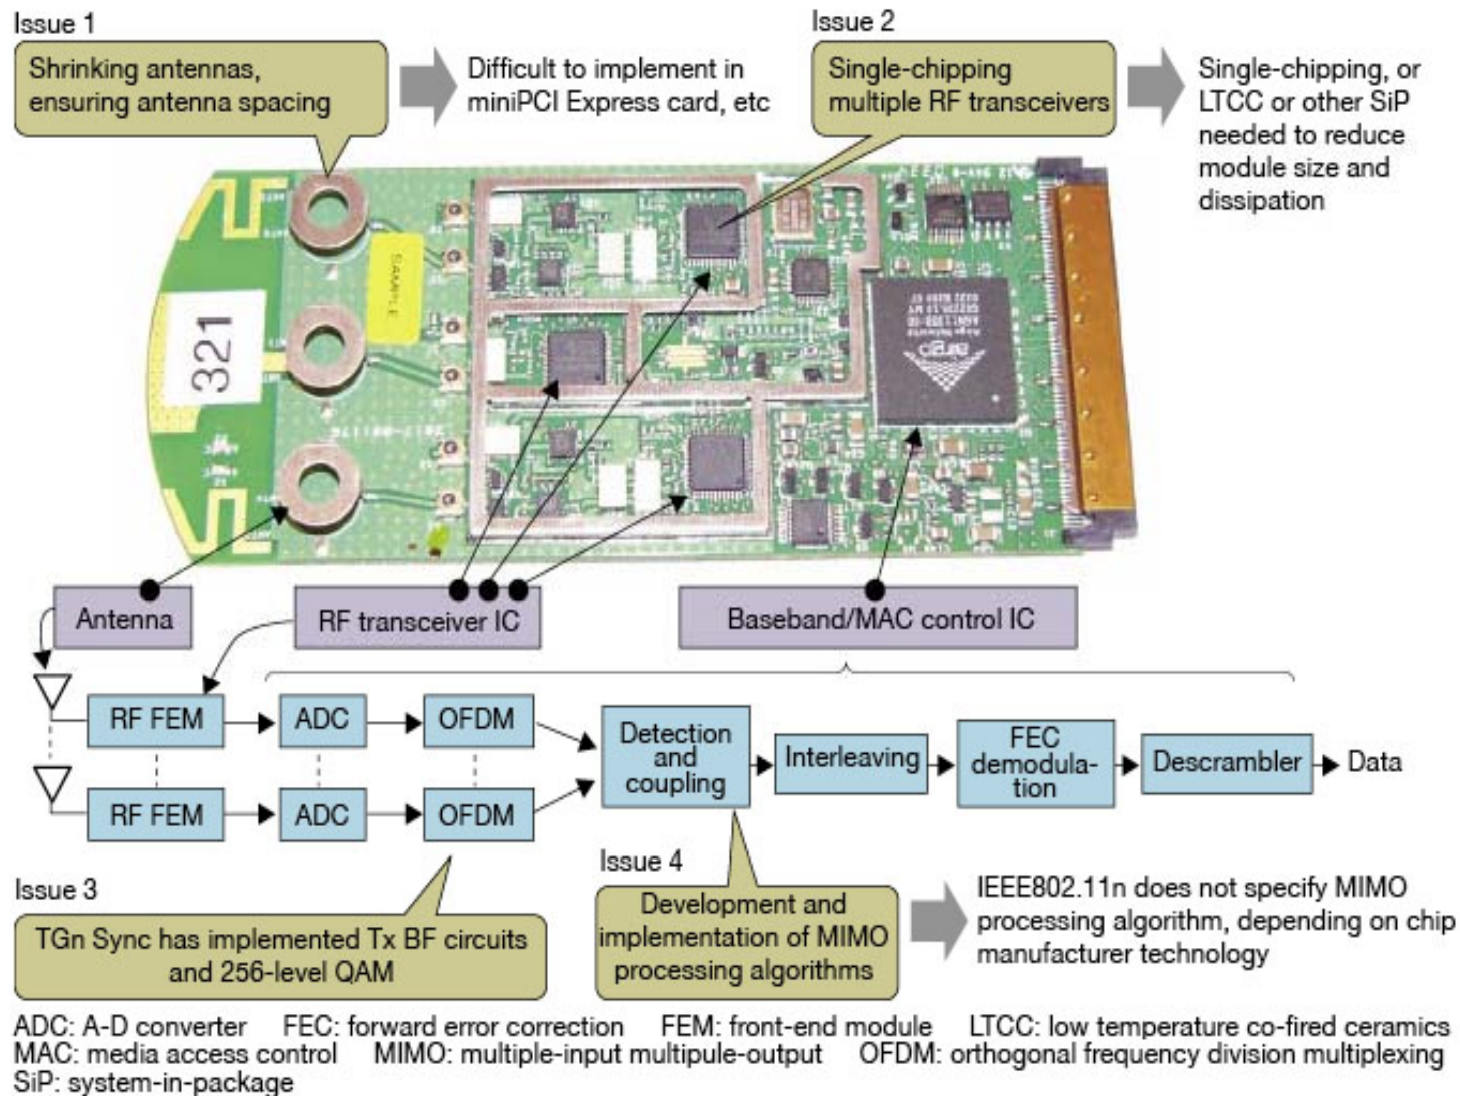 Issue 1
Shrinking antennas,
ensuring antenna spacing
Difficult to implement in
miniPCI Express card, etc
Issue 2
Single-chipping
multiple RF transceivers
Single-chipping, or
LTCC or other SiP
needed to reduce
module size and
dissipation
SAMPLE
321
Antenna
RF transceiver IC
Baseband/MAC control IC
RF FEM
ADC
OFDM
Detection
and
coupling
Interleaving
FEC
demodula-
tion
Descrambler
Data
RF FEM
ADC
OFDM
Issue 3
TGn Sync has implemented Tx BF circuits
and 256-level QAM
Issue 4
Development and
implementation of MIMO
processing algorithms
IEEE802.11n does not specify MIMO
processing algorithm, depending on chip
manufacturer technology
ADC: A-D converter FEC: forward error correction FEM: front-end module LTCC: low temperature co-fired ceramics
MAC: media access control MIMO: multiple-input multipule-output OFDM: orthogonal frequency division multiplexing
SiP: system-in-package